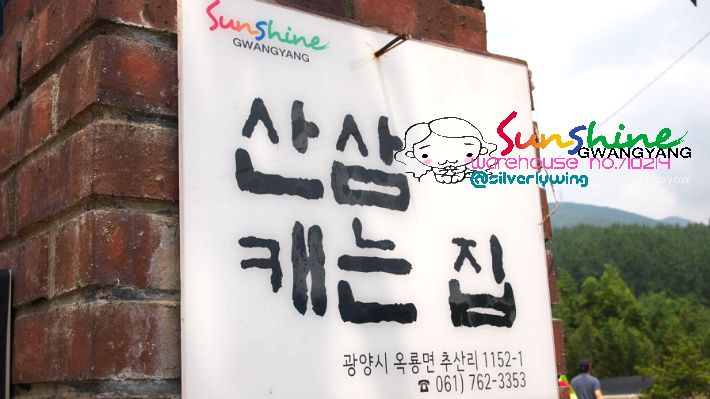 Sunshine
GWANGYANG
산삼
캐는 집
광양시 옥룡면 추산리 1152-1
☎ 061) 762-3353
Sunshine
GWANGYANG
warehouse no.10214
@silverlywing